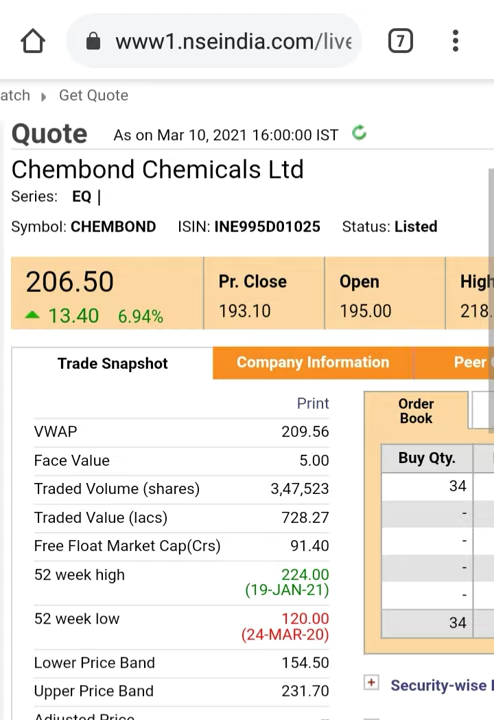 www1.nseindia.com/live
7
atch ▸ Get Quote
Quote As on Mar 10, 2021 16:00:00 IST
Chembond Chemicals Ltd
Series: EQ |
Symbol: CHEMBOND ISIN: INE995D01025 Status: Listed
206.50 Pr. Close Open High
13.40 6.94% 193.10 195.00 218.
Trade Snapshot Company Information Peer
Print
VWAP 209.56
Face Value 5.00
Traded Volume (shares) 3,47,523
Traded Value (lacs) 728.27
Free Float Market Cap(Crs) 91.40
52 week high 224.00
(19-JAN-21)
52 week low 120.00
(24-MAR-20)
Lower Price Band 154.50
Upper Price Band 231.70
Adjusted Price --
Order
Book
Buy Qty.
34
-
-
-
-
34
Security-wise